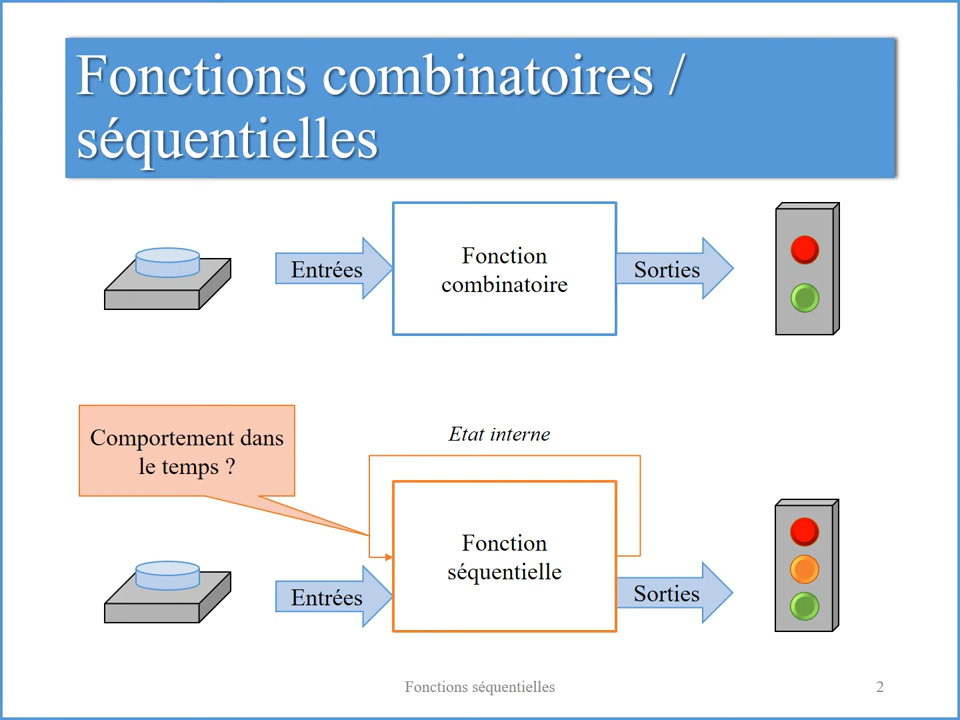 Fonctions combinatoires /
séquentielles
Entrées
Fonction
combinatoire
Sorties
Comportement dans
le temps ?
Etat interne
Entrées
Fonction
séquentielle
Sorties
Fonctions séquentielles
2